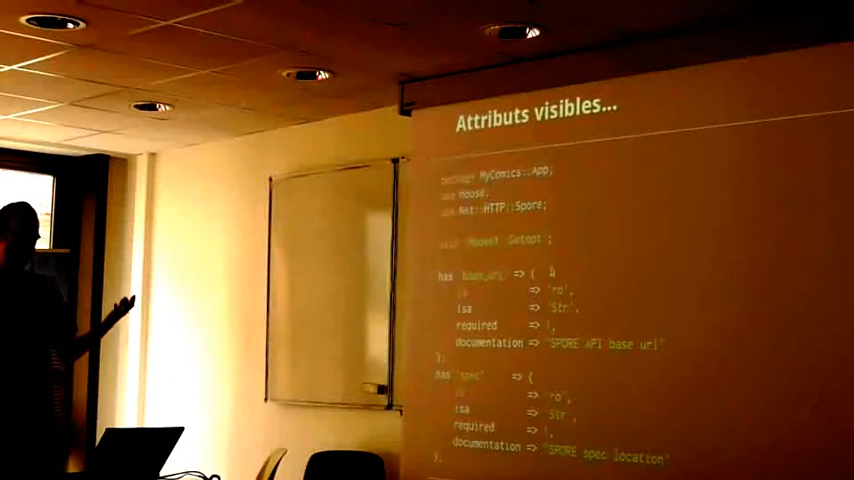 Attributs visibles...
package MyComics::App;
use Moose;
use Net::HTTP::Spore;
with 'MooseX::Getopt';
has 'base_uri' => (
is => 'ro',
isa => 'Str',
required => 1,
documentation => "SPORE API base url"
);
has 'spec' => (
is => 'ro',
isa => 'Str',
required => 1,
documentation => "SPORE spec location"
);